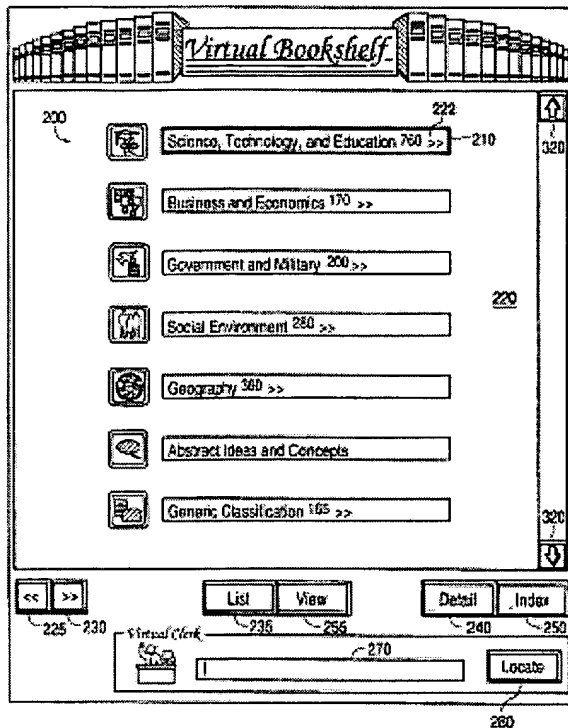 Virtual Bookshelf
222
200
Science, Technology, and Education 760 >>
210
320
Business and Economics 170 >>
Government and Military 200 >>
220
Social Environment 280 >>
Geography 360 >>
Abstract Ideas and Concepts
Generic Classification 165 >>
320
<< >> List View Detail Index
225 230 235 255 240 250
Virtual Clerk
270
Locate
260